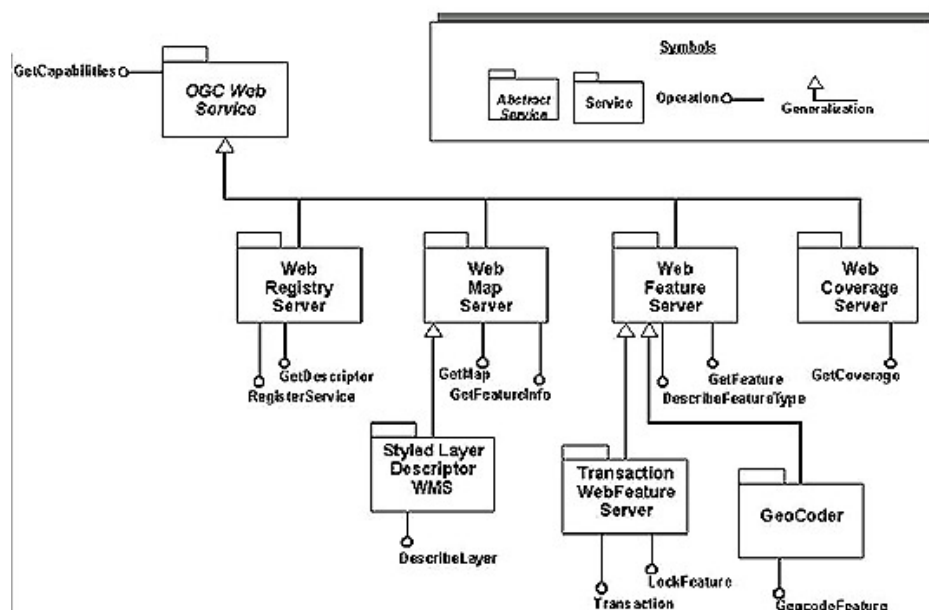 GetCapabilities
OGC Web
Service
Symbols
Abstract
Service
Service
Operation
Generalization
Web
Registry
Server
Web
Map
Server
Web
Feature
Server
Web
Coverage
Server
GetDescriptor
RegisterService
GetMap
GetFeatureInfo
GetFeature
DescribeFeatureType
GetCoverage
Styled Layer
Descriptor
WMS
Transaction
WebFeature
Server
GeoCoder
DescribeLayer
LockFeature
Transaction
GeocodeFeature